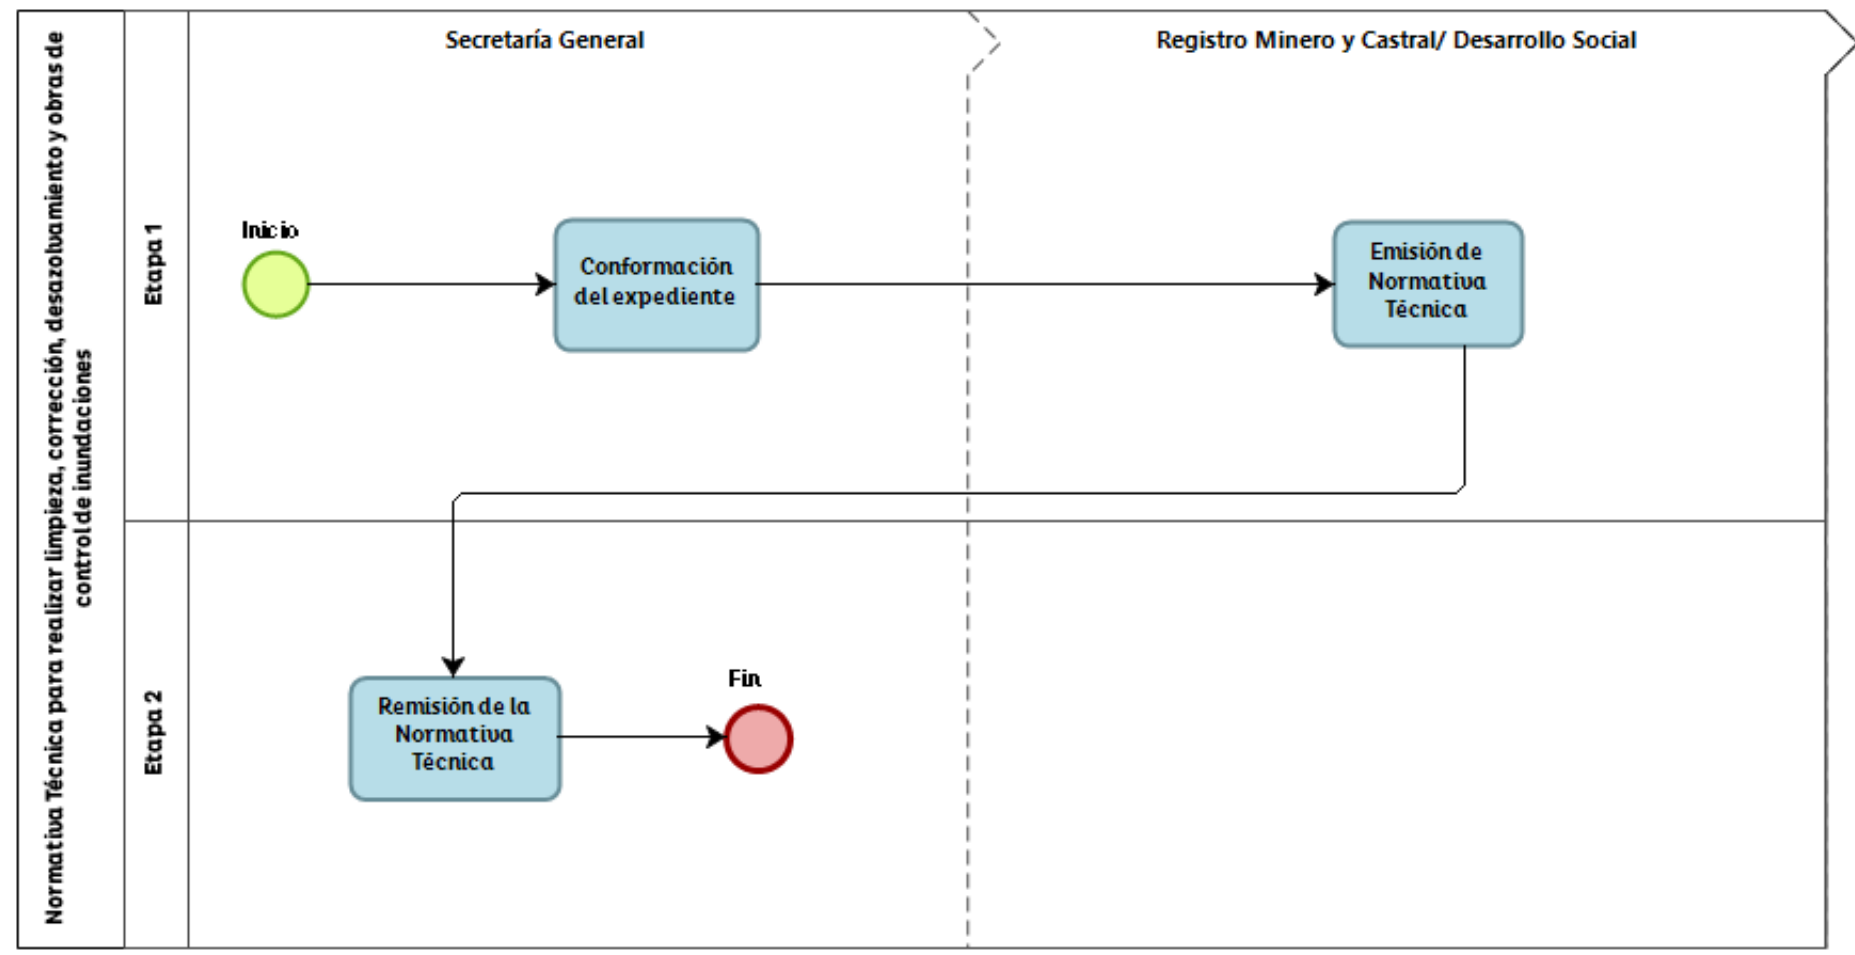 Normativa Técnica para realizar limpieza, corrección, desazolvamiento y obras de
control de inundaciones
Secretaría General
Registro Minero y Castral/ Desarrollo Social
Etapa 1
Inicio
Conformación
del expediente
Emisión de
Normativa
Técnica
Etapa 2
Remisión de la
Normativa
Técnica
Fin